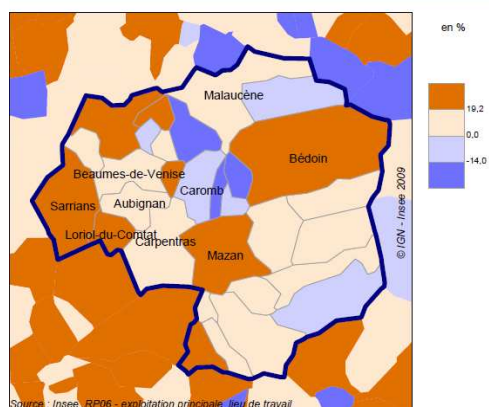 en %
19,2
0,0
-14,0
Malaucène
Bédoin
Beaumes-de-Venise
Caromb
Sarrians
Aubignan
Loriol-du-Comtat
Carpentras
Mazan
© IGN - Insee 2009
Source : Insee, RP06 - exploitation principale, lieu de travail